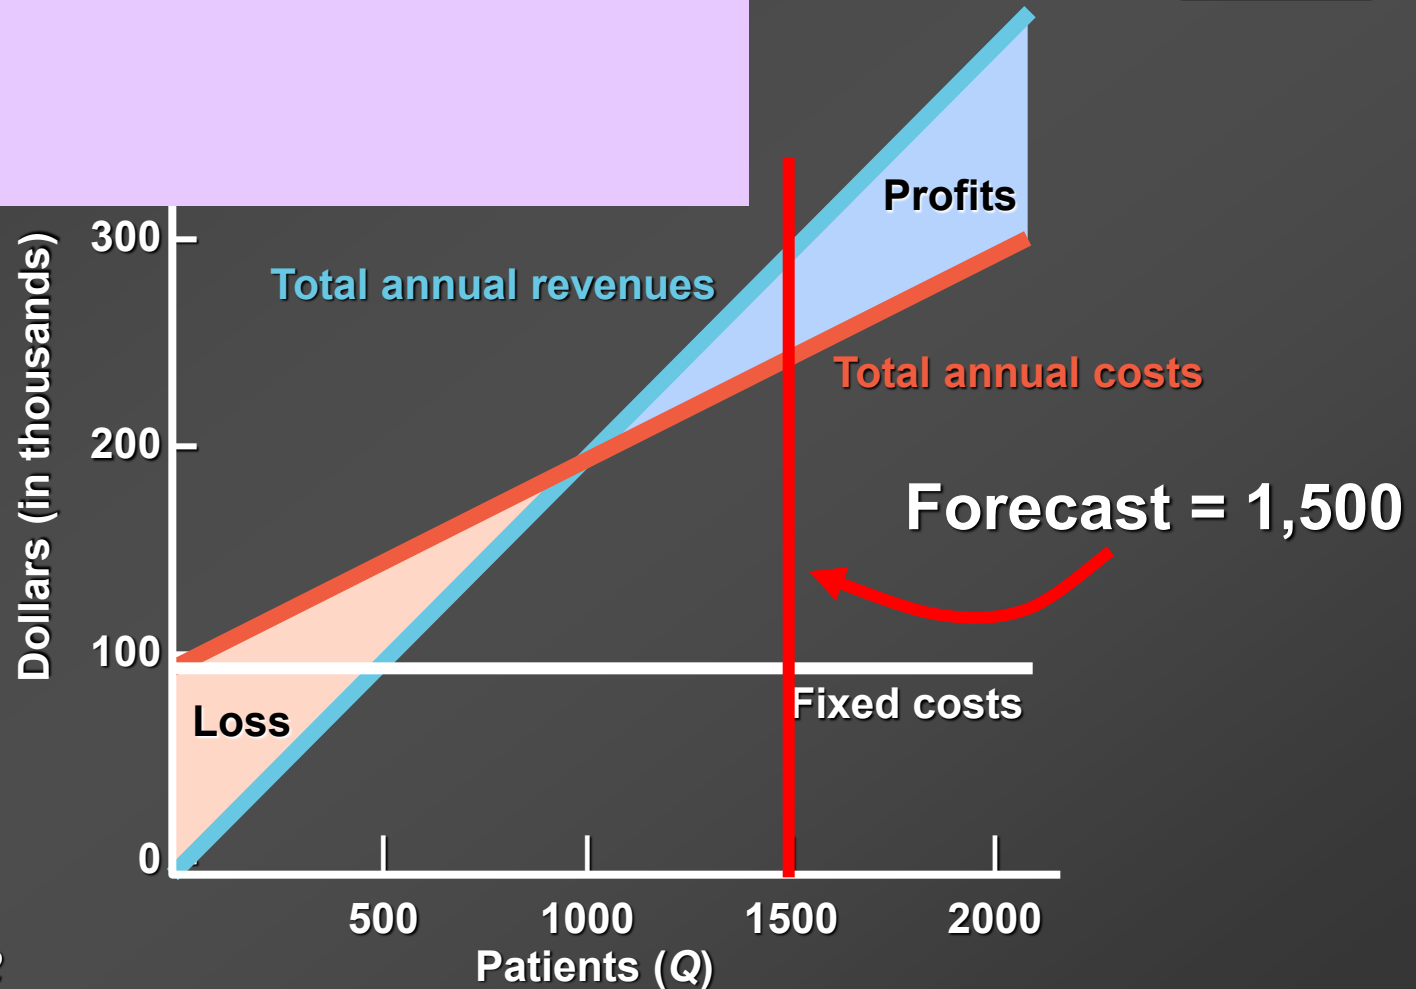 300
Profits
Total annual revenues
Total annual costs
200
Forecast = 1,500
Dollars (in thousands)
100
Fixed costs
Loss
0
500 1000 1500 2000
Patients (Q)